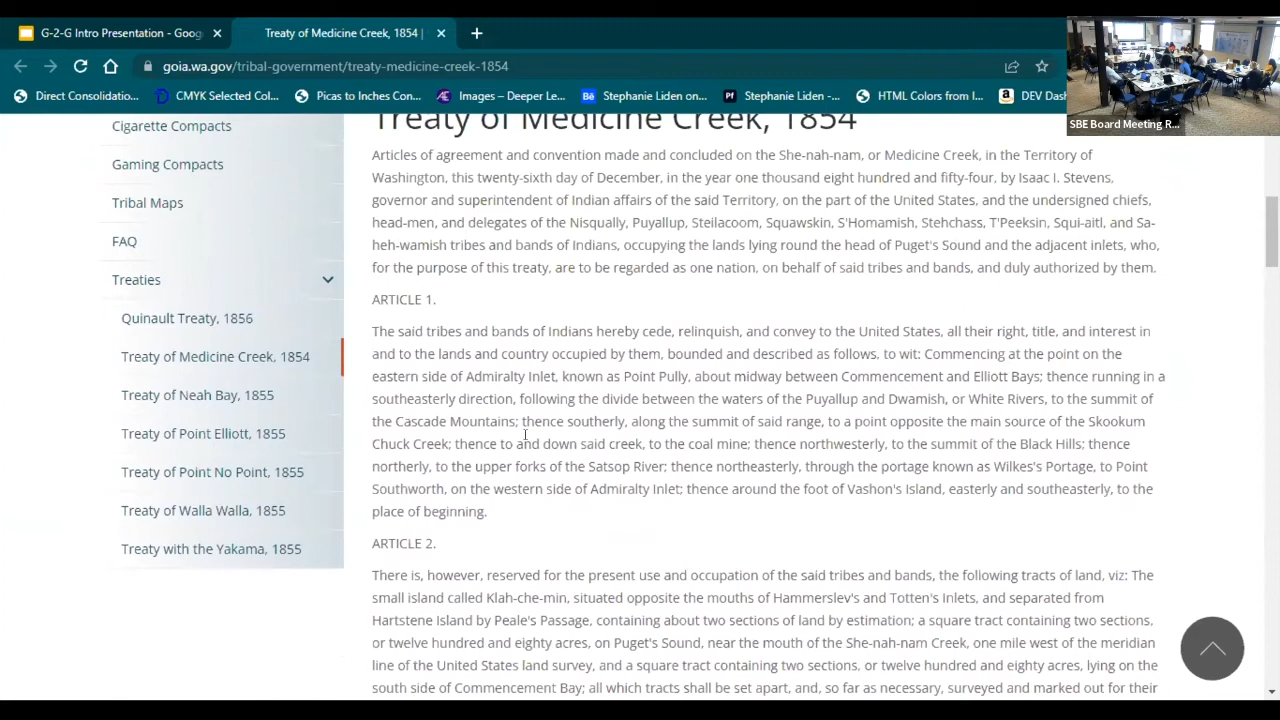 G-2-G Intro Presentation - Goog
Treaty of Medicine Creek, 1854 |
goia.wa.gov/tribal-government/treaty-medicine-creek-1854
Direct Consolidatio...
CMYK Selected Col...
Picas to Inches Con...
Images – Deeper Le...
Stephanie Liden on...
Stephanie Liden -...
HTML Colors from I...
DEV Dash
SBE Board Meeting R...
Cigarette Compacts
Gaming Compacts
Tribal Maps
FAQ
Treaties
Quinault Treaty, 1856
Treaty of Medicine Creek, 1854
Treaty of Neah Bay, 1855
Treaty of Point Elliott, 1855
Treaty of Point No Point, 1855
Treaty of Walla Walla, 1855
Treaty with the Yakama, 1855
Treaty of Medicine Creek, 1854
Articles of agreement and convention made and concluded on the She-nah-nam, or Medicine Creek, in the Territory of
Washington, this twenty-sixth day of December, in the year one thousand eight hundred and fifty-four, by Isaac I. Stevens,
governor and superintendent of Indian affairs of the said Territory, on the part of the United States, and the undersigned chiefs,
head-men, and delegates of the Nisqually, Puyallup, Steilacoom, Squawskin, S'Homamish, Stehchass, T'Peeksin, Squi-aitl, and Sa-
heh-wamish tribes and bands of Indians, occupying the lands lying round the head of Puget's Sound and the adjacent inlets, who,
for the purpose of this treaty, are to be regarded as one nation, on behalf of said tribes and bands, and duly authorized by them.
ARTICLE 1.
The said tribes and bands of Indians hereby cede, relinquish, and convey to the United States, all their right, title, and interest in
and to the lands and country occupied by them, bounded and described as follows, to wit: Commencing at the point on the
eastern side of Admiralty Inlet, known as Point Pully, about midway between Commencement and Elliott Bays; thence running in a
southeasterly direction, following the divide between the waters of the Puyallup and Dwamish, or White Rivers, to the summit of
the Cascade Mountains; thence southerly, along the summit of said range, to a point opposite the main source of the Skookum
Chuck Creek; thence to and down said creek, to the coal mine; thence northwesterly, to the summit of the Black Hills; thence
northerly, to the upper forks of the Satsop River; thence northeasterly, through the portage known as Wilkes's Portage, to Point
Southworth, on the western side of Admiralty Inlet; thence around the foot of Vashon's Island, easterly and southeasterly, to the
place of beginning.
ARTICLE 2.
There is, however, reserved for the present use and occupation of the said tribes and bands, the following tracts of land, viz: The
small island called Klah-che-min, situated opposite the mouths of Hammerslev's and Totten's Inlets, and separated from
Hartstene Island by Peale's Passage, containing about two sections of land by estimation; a square tract containing two sections,
or twelve hundred and eighty acres, on Puget's Sound, near the mouth of the She-nah-nam Creek, one mile west of the meridian
line of the United States land survey, and a square tract containing two sections, or twelve hundred and eighty acres, lying on the
south side of Commencement Bay; all which tracts shall be set apart, and, so far as necessary, surveyed and marked out for their